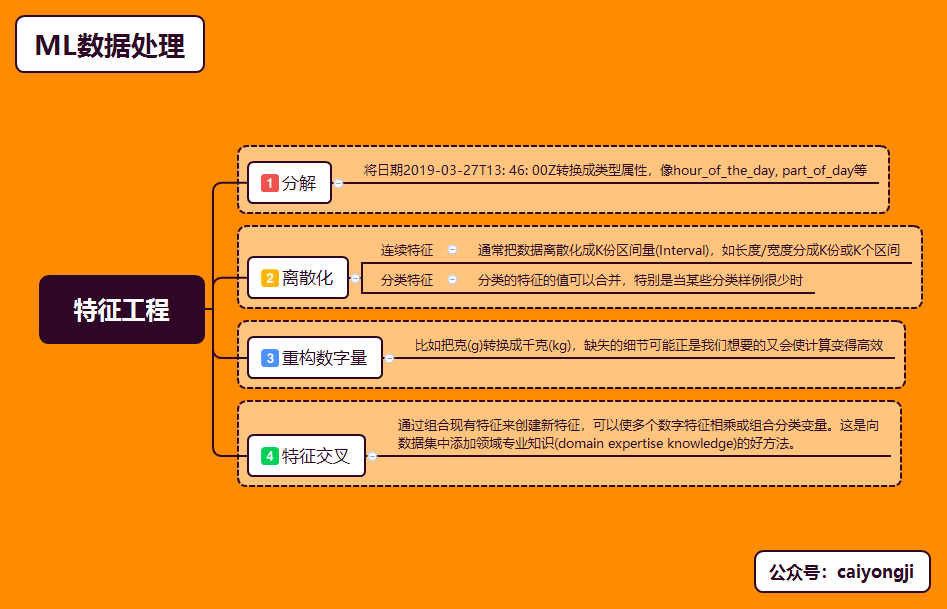 ML数据处理
特征工程
1 分解
将日期2019-03-27T13: 46: 00Z转换成类型属性，像hour_of_the_day, part_of_day等
2 离散化
连续特征
通常把数据离散化成K份区间量(Interval)，如长度/宽度分成K份或K个区间
分类特征
分类的特征的值可以合并，特别是当某些分类样例很少时
3 重构数字量
比如把克(g)转换成千克(kg)，缺失的细节可能正是我们想要的又会使计算变得高效
4 特征交叉
通过组合现有特征来创建新特征，可以使多个数字特征相乘或组合分类变量。这是向
数据集中添加领域专业知识(domain expertise knowledge)的好方法。
公众号：caiyongji